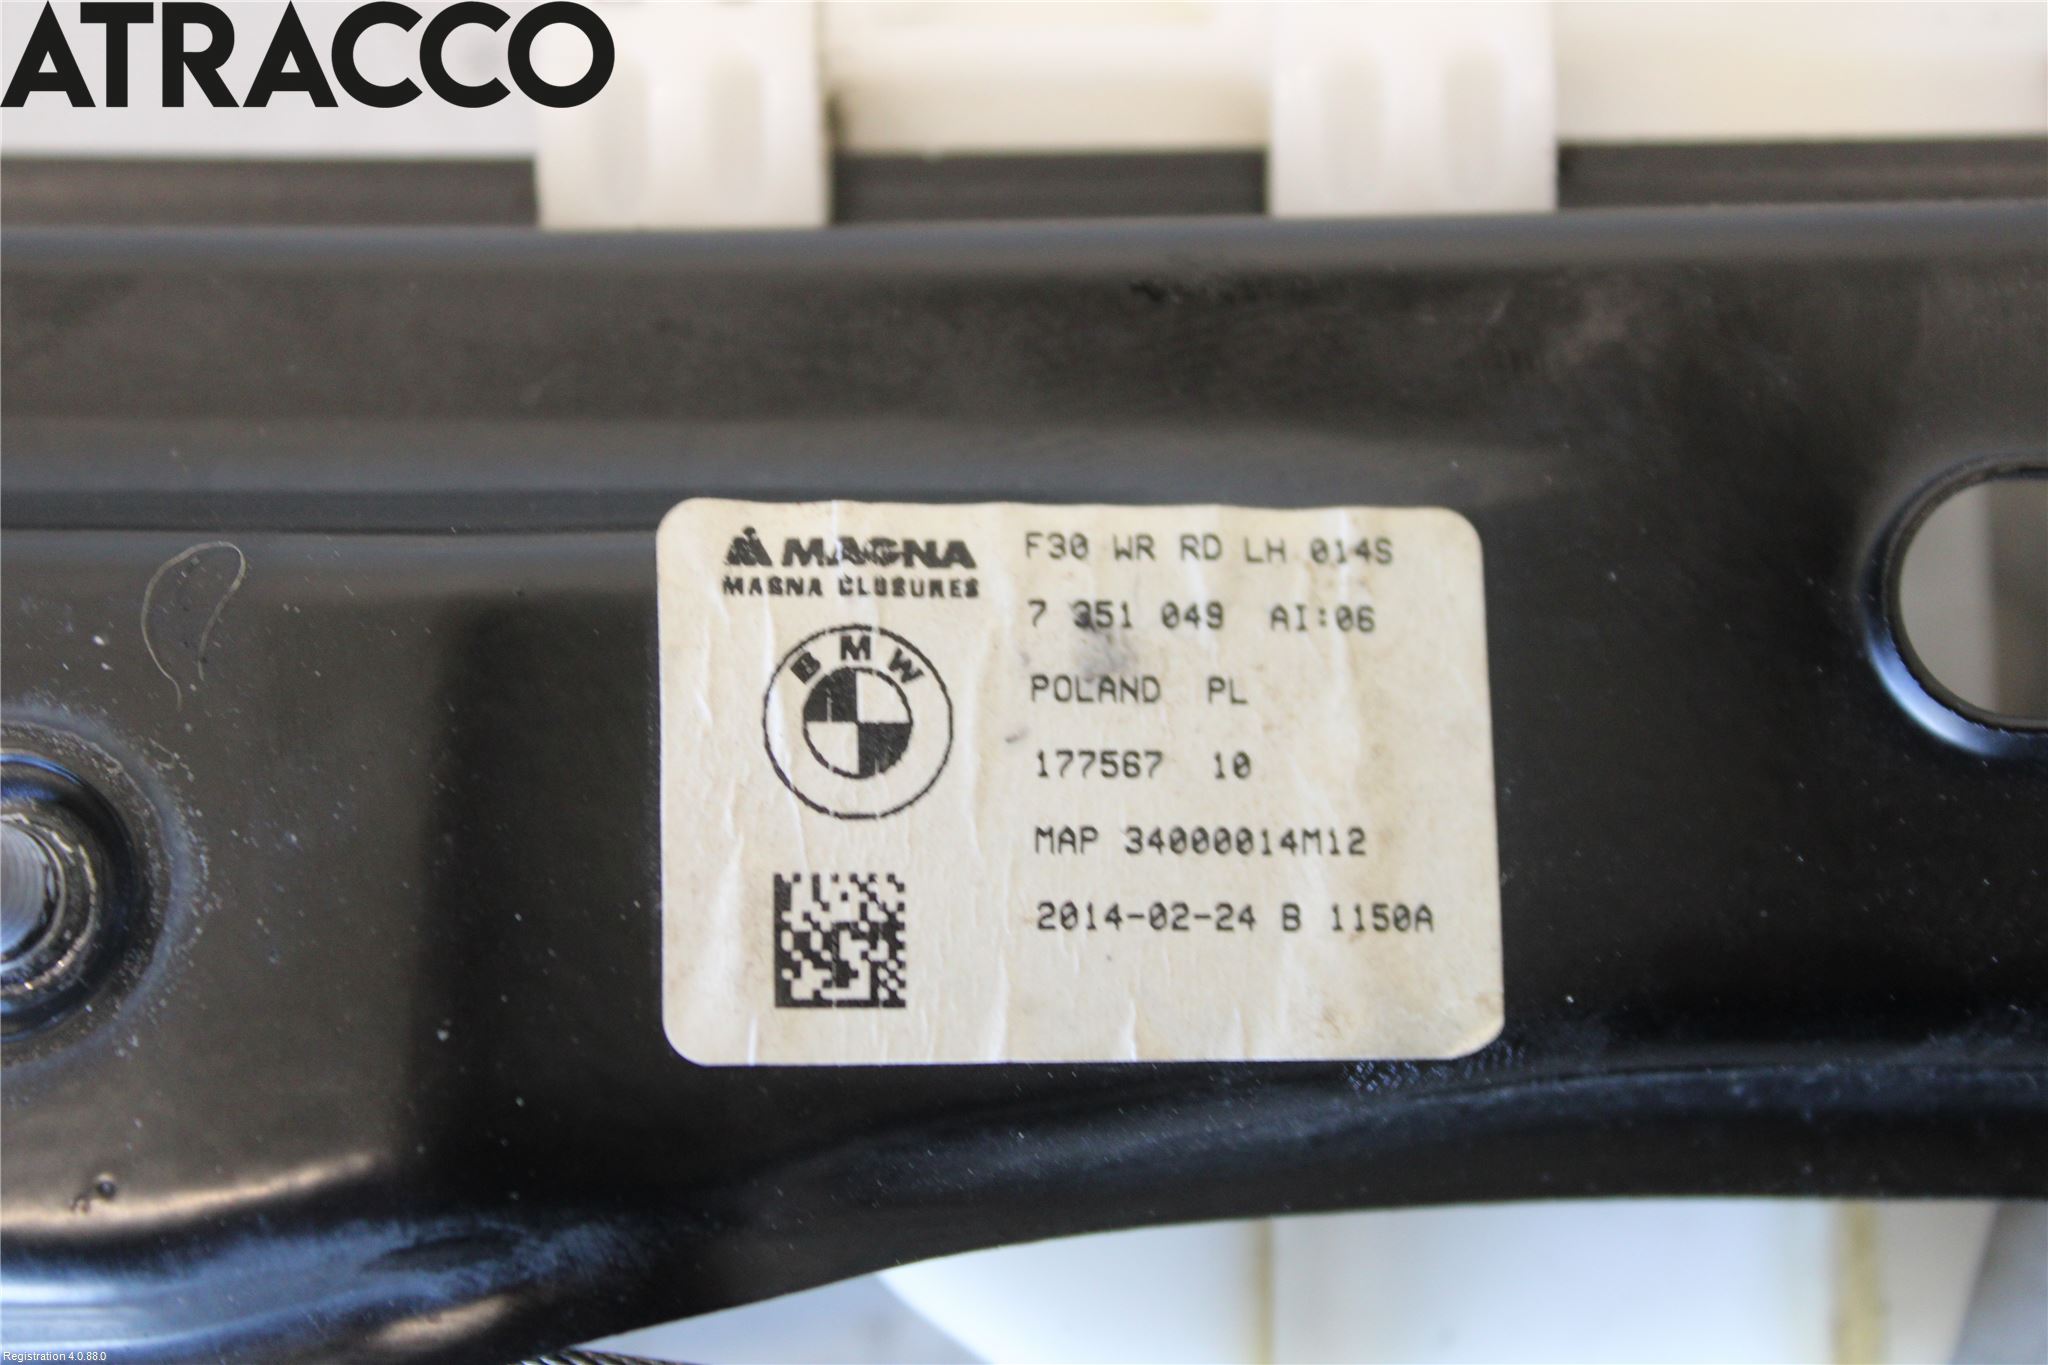 ATRACCO
MAGNA
MAGNA CLOSURES
BMW
F30 WR RD LH 014S
7 351 049 AI:06
POLAND PL
177567 10
MAP 34000014M12
2014-02-24 B 1150A
Registration 4.0.88.0